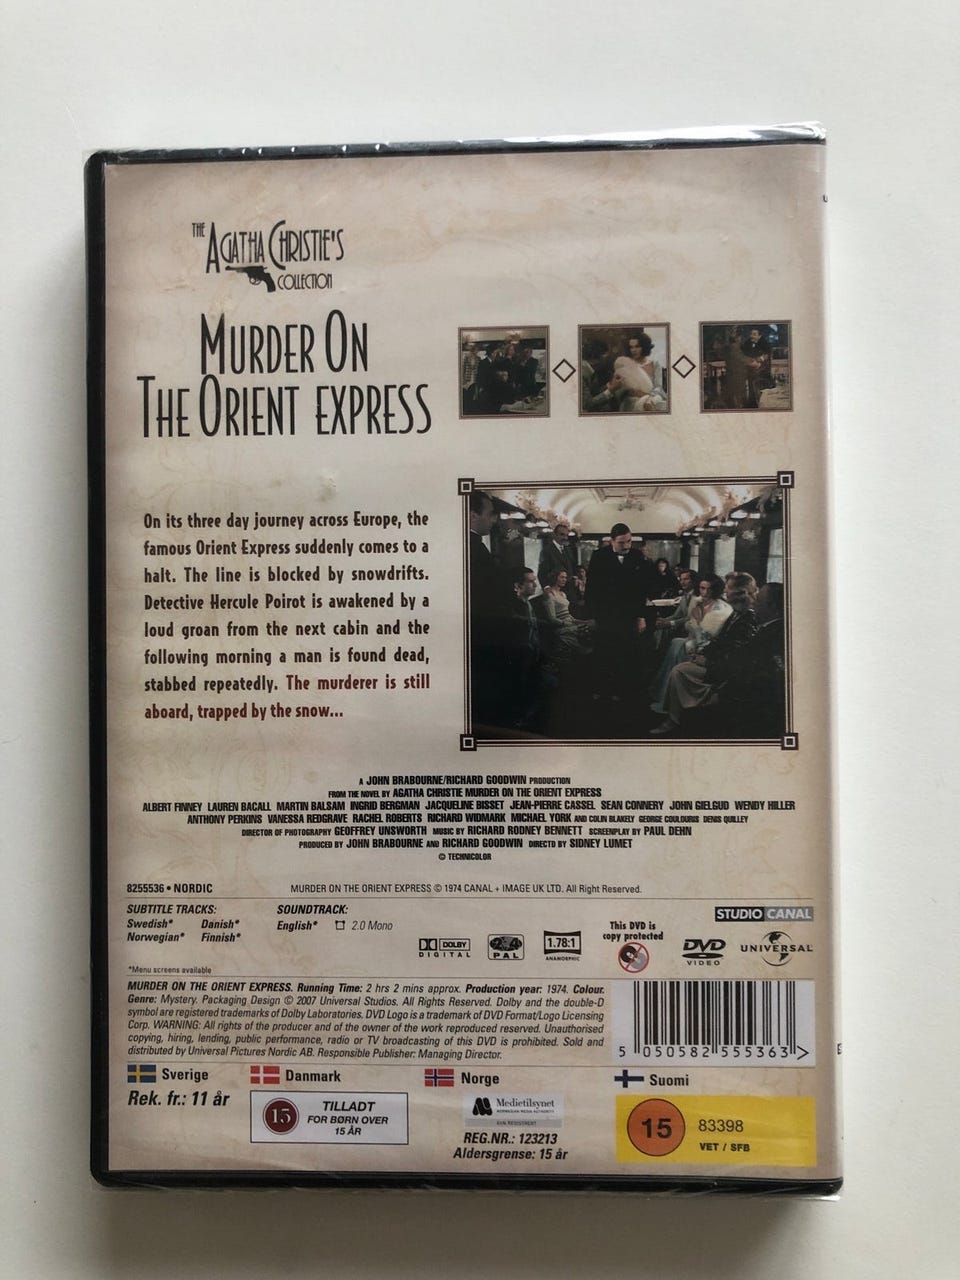 THE
AGATHA CHRISTIE'S
COLLECTION
MURDER ON
THE ORIENT EXPRESS
On its three day journey across Europe, the
famous Orient Express suddenly comes to a
halt. The line is blocked by snowdrifts.
Detective Hercule Poirot is awakened by a
loud groan from the next cabin and the
following morning a man is found dead,
stabbed repeatedly. The murderer is still
aboard, trapped by the snow...
A JOHN BRABOURNE/RICHARD GOODWIN PRODUCTION
FROM THE NOVEL BY AGATHA CHRISTIE MURDER ON THE ORIENT EXPRESS
ALBERT FINNEY LAUREN BACALL MARTIN BALSAM INGRID BERGMAN JACQUELINE BISSET JEAN-PIERRE CASSEL SEAN CONNERY JOHN GIELGUD WENDY HILLER
ANTHONY PERKINS VANESSA REDGRAVE RACHEL ROBERTS RICHARD WIDMARK MICHAEL YORK AND COLIN BLAKELY GEORGE COULOURIS DENIS QUILLEY
DIRECTOR OF PHOTOGRAPHY GEOFFREY UNSWORTH MUSIC BY RICHARD RODNEY BENNETT SCREENPLAY BY PAUL DEHN
PRODUCED BY JOHN BRABOURNE AND RICHARD GOODWIN DIRECTD BY SIDNEY LUMET
© TECHNICOLOR
8255536 • NORDIC
MURDER ON THE ORIENT EXPRESS © 1974 CANAL + IMAGE UK LTD. All Right Reserved.
SUBTITLE TRACKS:
Swedish* Danish*
Norwegian* Finnish*
SOUNDTRACK:
English* 2.0 Mono
*Menu screens available
DOLBY
DIGITAL
2 4
PAL
1.78:1
ANAMORPHIC
This DVD is
copy protected
STUDIO CANAL
DVD
VIDEO
UNIVERSAL
MURDER ON THE ORIENT EXPRESS. Running Time: 2 hrs 2 mins approx. Production year: 1974. Colour.
Genre: Mystery. Packaging Design © 2007 Universal Studios. All Rights Reserved. Dolby and the double-D
symbol are registered trademarks of Dolby Laboratories. DVD Logo is a trademark of DVD Format/Logo Licensing
Corp. WARNING: All rights of the producer and of the owner of the work reproduced reserved. Unauthorised
copying, hiring, lending, public performance, radio or TV broadcasting of this DVD is prohibited. Sold and
distributed by Universal Pictures Nordic AB. Responsible Publisher: Managing Director.
5 050582 555363 >
Sverige
Rek. fr.: 11 år
Danmark
15
TILLADT
FOR BØRN OVER
15 ÅR
Norge
Medietilsynet
NORWEGIAN MEDIA AUTHORITY
REG.NR.: 123213
Aldersgrense: 15 år
Suomi
15
83398
VET / SFB